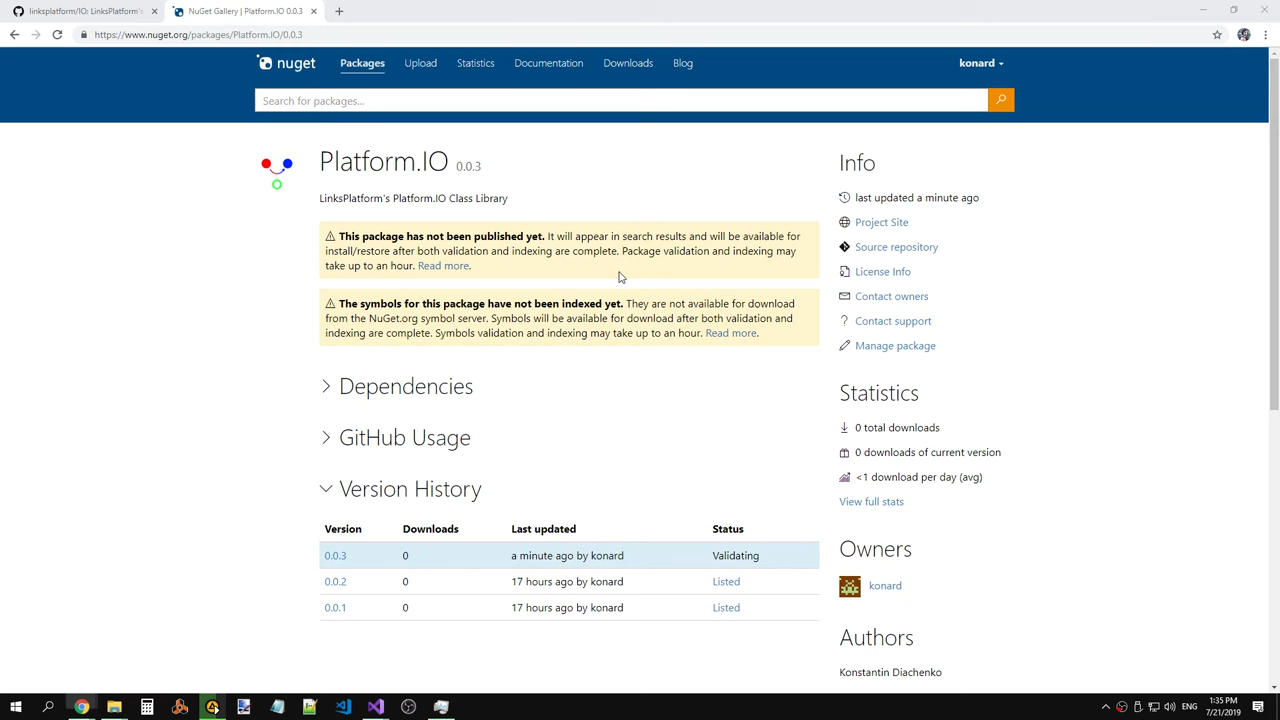 linksplatform/IO: LinksPlatform's
NuGet Gallery | Platform.IO 0.0.3
https://www.nuget.org/packages/Platform.IO/0.0.3
nuget
Packages
Upload
Statistics
Documentation
Downloads
Blog
konard
Search for packages...
Platform.IO 0.0.3
LinksPlatform's Platform.IO Class Library
This package has not been published yet. It will appear in search results and will be available for
install/restore after both validation and indexing are complete. Package validation and indexing may
take up to an hour. Read more.
The symbols for this package have not been indexed yet. They are not available for download
from the NuGet.org symbol server. Symbols will be available for download after both validation and
indexing are complete. Symbols validation and indexing may take up to an hour. Read more.
Dependencies
GitHub Usage
Version History
Version Downloads Last updated Status
0.0.3 0 a minute ago by konard Validating
0.0.2 0 17 hours ago by konard Listed
0.0.1 0 17 hours ago by konard Listed
Info
last updated a minute ago
Project Site
Source repository
License Info
Contact owners
? Contact support
Manage package
Statistics
0 total downloads
0 downloads of current version
<1 download per day (avg)
View full stats
Owners
konard
Authors
Konstantin Diachenko
ENG
1:35 PM
7/21/2019